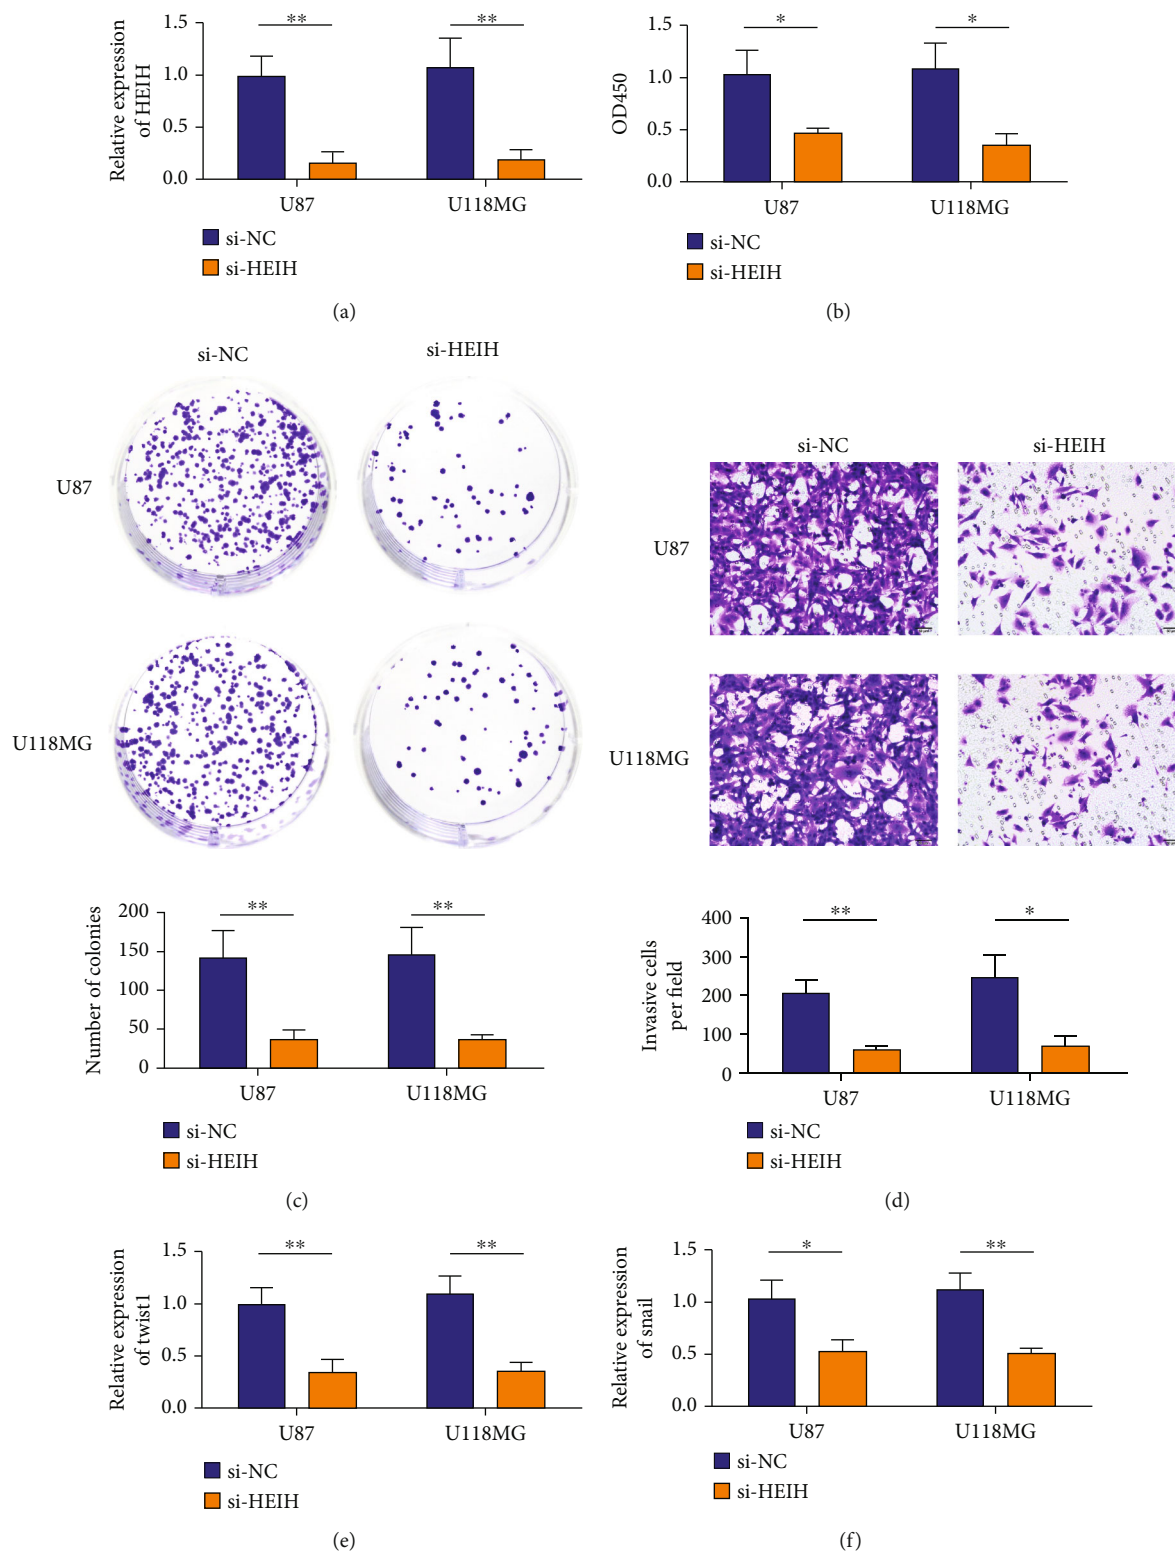 Relative expression
of HEIH
1.5
1.0
0.5
0.0
**
**
U87
U118MG
si-NC
si-HEIH
(a)
OD450
1.5
1.0
0.5
0.0
*
*
U87
U118MG
si-NC
si-HEIH
(b)
si-NC
si-HEIH
U87
U118MG
Number of colonies
200
150
100
50
0
**
**
U87
U118MG
si-NC
si-HEIH
(c)
si-NC
si-HEIH
U87
U118MG
Invasive cells
per field
400
300
200
100
0
**
*
U87
U118MG
si-NC
si-HEIH
(d)
Relative expression
of twist1
1.5
1.0
0.5
0.0
**
**
U87
U118MG
si-NC
si-HEIH
(e)
Relative expression
of snail
1.5
1.0
0.5
0.0
*
**
U87
U118MG
si-NC
si-HEIH
(f)